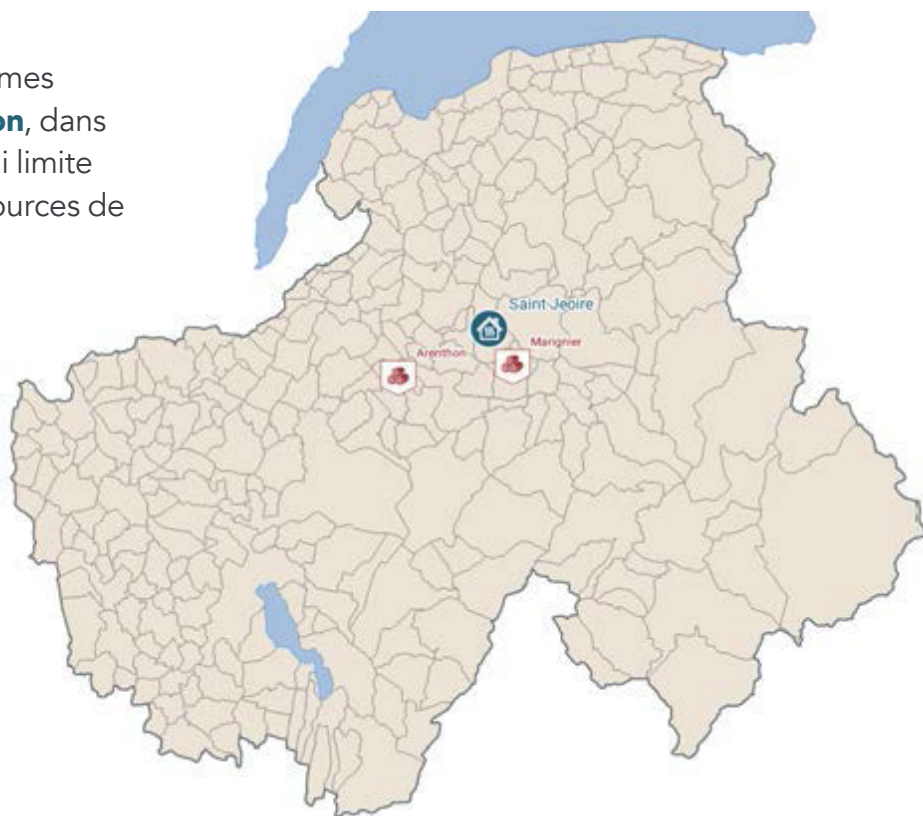 mes
on, dans
i limite
ources de
Saint Jeoire
Marignier
Arenthon